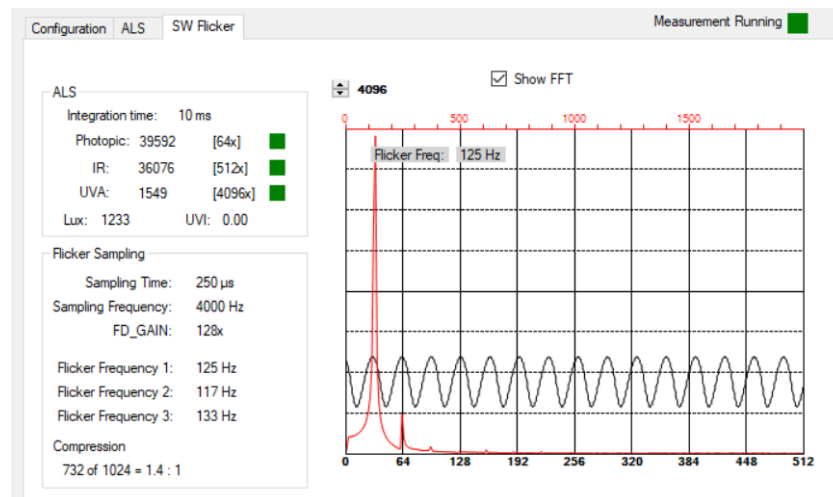 Configuration ALS SW Flicker Measurement Running
4096 Show FFT
ALS
Integration time: 10 ms
Photopic: 39592 [64x]
IR: 36076 [512x]
UVA: 1549 [4096x]
Lux: 1233 UVI: 0.00
Flicker Sampling
Sampling Time: 250 µs
Sampling Frequency: 4000 Hz
FD_GAIN: 128x
Flicker Frequency 1: 125 Hz
Flicker Frequency 2: 117 Hz
Flicker Frequency 3: 133 Hz
Compression
732 of 1024 = 1.4 : 1
0 500 1000 1500
Flicker Freq: 125 Hz
0 64 128 192 256 320 384 448 512